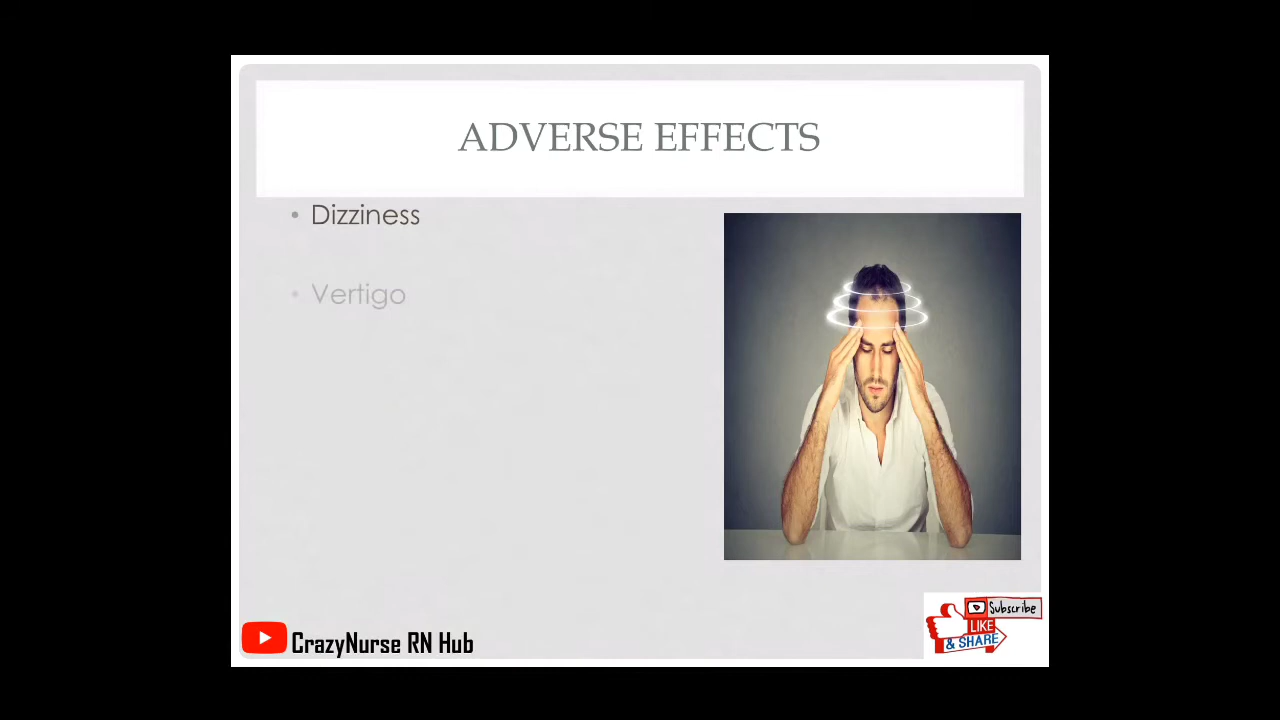 ADVERSE EFFECTS
• Dizziness
• Vertigo
Subscribe
LIKE
& SHARE
CrazyNurse RN Hub